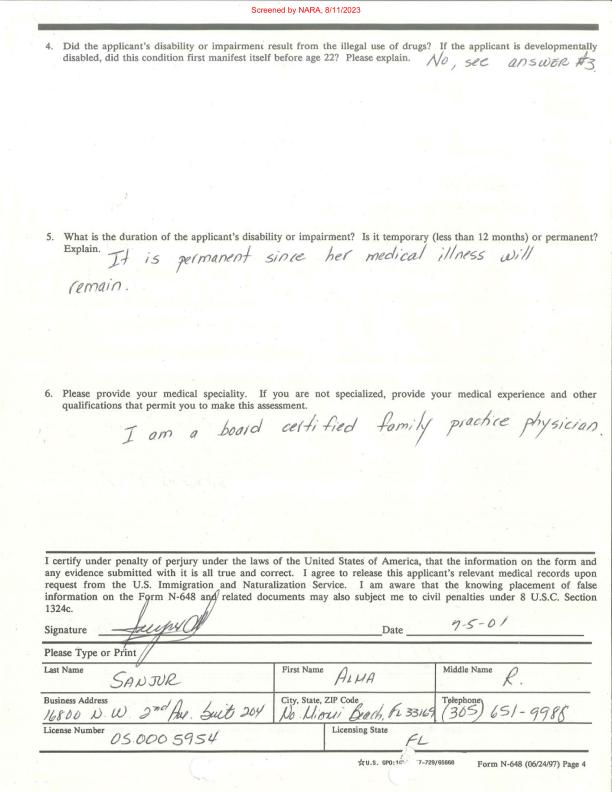 Screened by NARA, 8/11/2023
4. Did the applicant's disability or impairment result from the illegal use of drugs? If the applicant is developmentally
disabled, did this condition first manifest itself before age 22? Please explain. No, see answer #3
5. What is the duration of the applicant's disability or impairment? Is it temporary (less than 12 months) or permanent?
Explain. It is permanent since her medical illness will
remain.
6. Please provide your medical speciality. If you are not specialized, provide your medical experience and other
qualifications that permit you to make this assessment.
I am a board certified family practice physician.
I certify under penalty of perjury under the laws of the United States of America, that the information on the form and
any evidence submitted with it is all true and correct. I agree to release this applicant's relevant medical records upon
request from the U.S. Immigration and Naturalization Service. I am aware that the knowing placement of false
information on the Form N-648 and related documents may also subject me to civil penalties under 8 U.S.C. Section
1324c.
Signature Date 9-5-01
Please Type or Print
Last Name First Name Middle Name
SANJUR ALMA R.
Business Address City, State, ZIP Code Telephone
16800 N.W. 2nd Ave. Suite 204 No. Miami Beach, FL 33169 (305) 651-9988
License Number Licensing State
OS.000 5954 FL
☆U.S. GPO: 7-729/65660 Form N-648 (06/24/97) Page 4